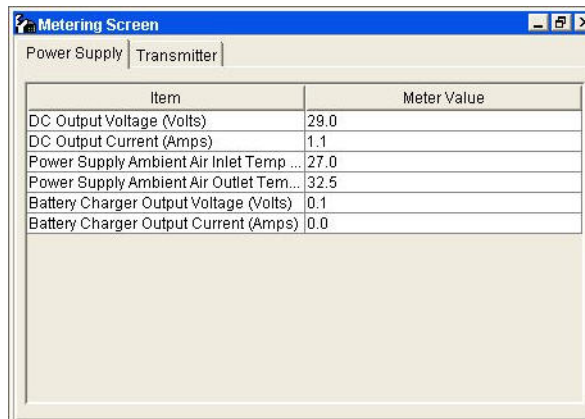 Metering Screen
Power Supply Transmitter
Item Meter Value
DC Output Voltage (Volts) 29.0
DC Output Current (Amps) 1.1
Power Supply Ambient Air Inlet Temp ... 27.0
Power Supply Ambient Air Outlet Tem... 32.5
Battery Charger Output Voltage (Volts) 0.1
Battery Charger Output Current (Amps) 0.0